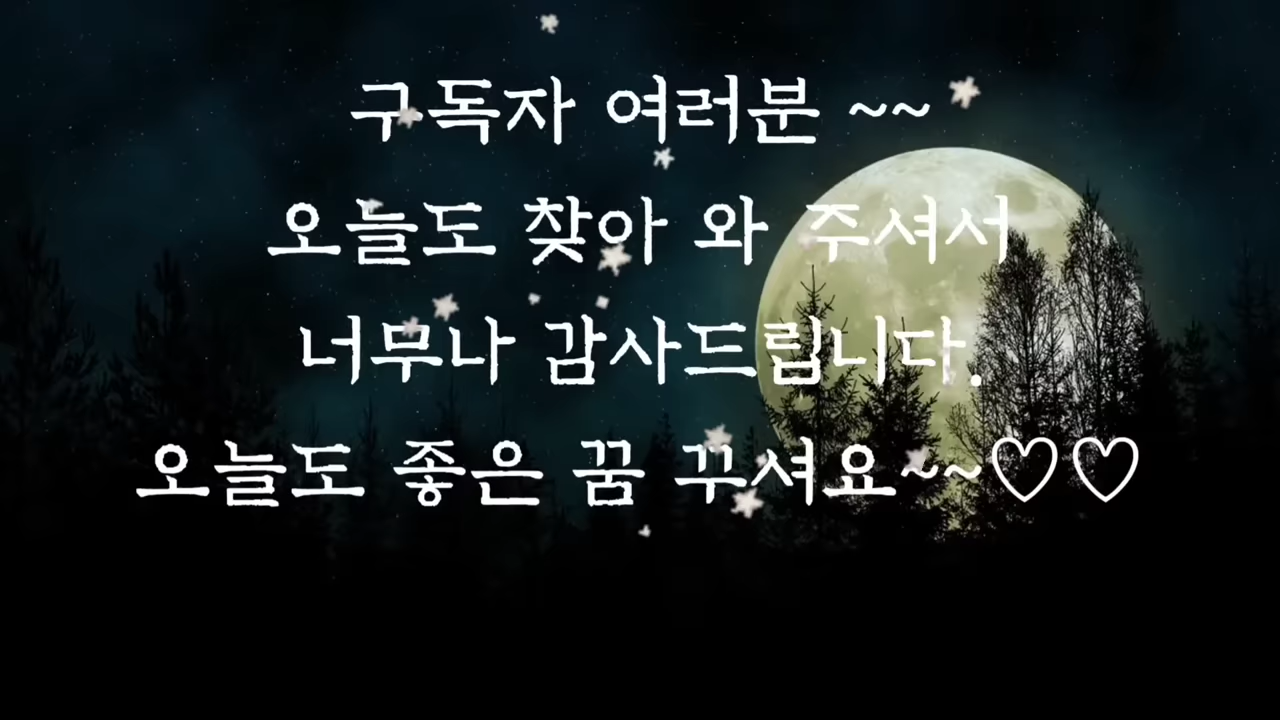 구독자 여러분 ~~
오늘도 찾아 와 주셔서
너무나 감사드립니다.
오늘도 좋은 꿈 꾸셔요~~♡♡